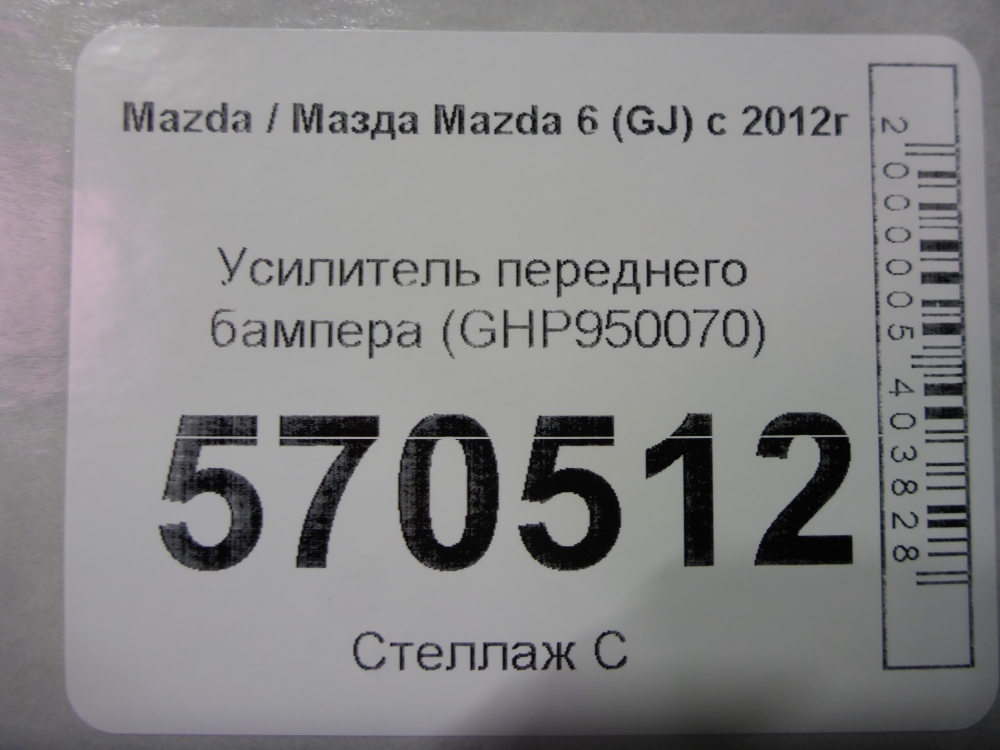 Mazda / Мазда Mazda 6 (GJ) с 2012г
Усилитель переднего
бампера (GHP950070)
570512
Стеллаж С
2000005403828